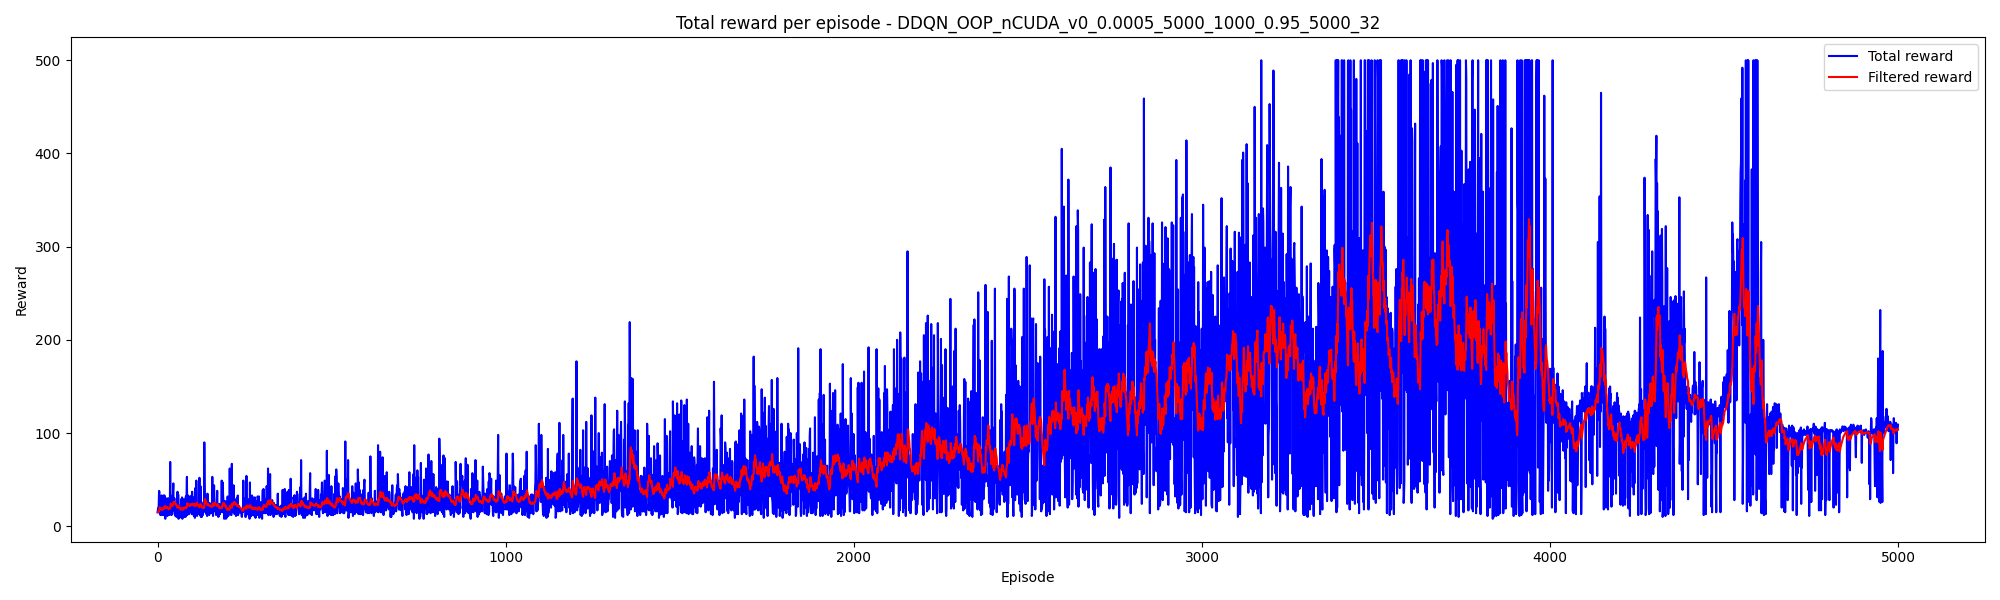 Total reward per episode - DDQN_OOP_nCUDA_v0_0.0005_5000_1000_0.95_5000_32
Total reward
Filtered reward
Reward
500
400
300
200
100
0
0 1000 2000 3000 4000 5000
Episode